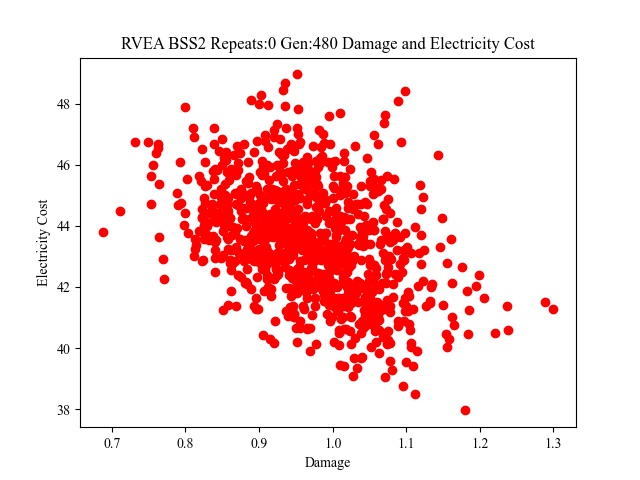 RVEA BSS2 Repeats:0 Gen:480 Damage and Electricity Cost
48
46
44
42
40
38
Electricity Cost
0.7 0.8 0.9 1.0 1.1 1.2 1.3
Damage